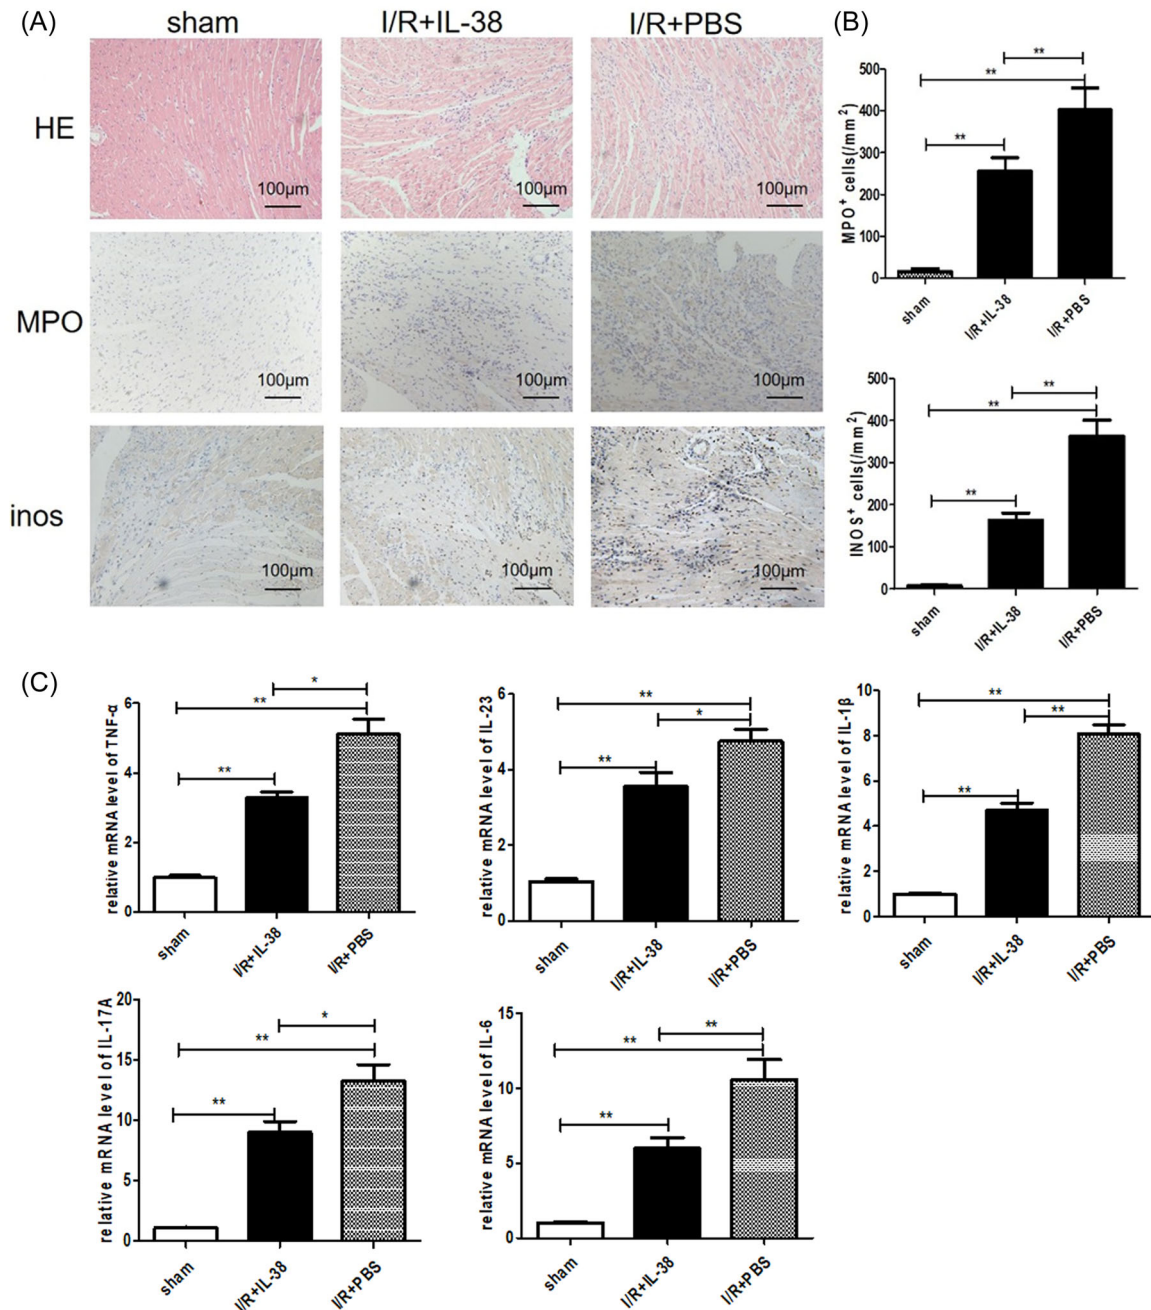 (A)
sham
I/R+IL-38
I/R+PBS
HE
100μm
100μm
100μm
MPO
100μm
100μm
100μm
inos
100μm
100μm
100μm
(B)
MPO⁺ cells(/mm²)
500
400
300
200
100
0
**
**
**
sham
I/R+IL-38
I/R+PBS
INOS⁺ cells(/mm²)
500
400
300
200
100
0
**
**
**
sham
I/R+IL-38
I/R+PBS
(C)
relative mRNA level of TNF-α
6
4
2
0
*
**
**
sham
I/R+IL-38
I/R+PBS
relative mRNA level of IL-23
6
4
2
0
**
*
**
sham
I/R+IL-38
I/R+PBS
relative mRNA level of IL-1β
10
8
6
4
2
0
**
**
**
sham
I/R+IL-38
I/R+PBS
relative mRNA level of IL-17A
20
15
10
5
0
*
**
**
sham
I/R+IL-38
I/R+PBS
relative mRNA level of IL-6
15
10
5
0
**
**
**
sham
I/R+IL-38
I/R+PBS